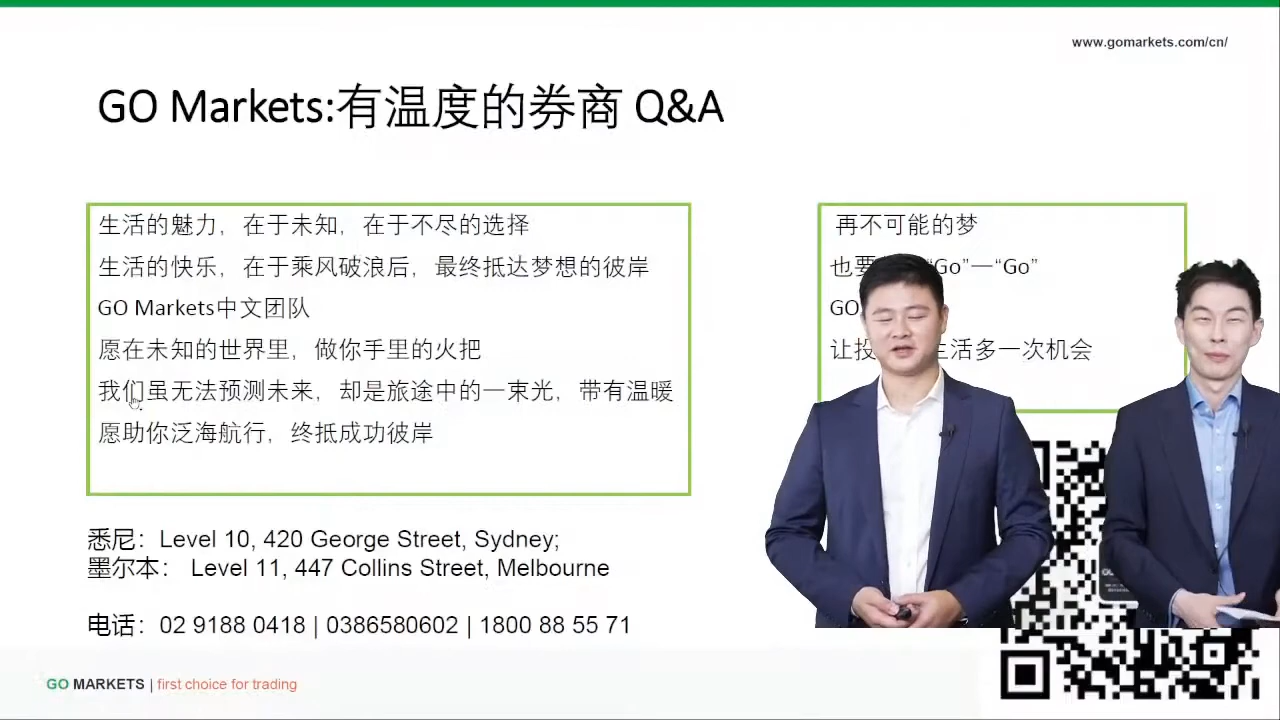 www.gomarkets.com/cn/
GO Markets:有温度的券商 Q&A
生活的魅力，在于未知，在于不尽的选择
生活的快乐，在于乘风破浪后，最终抵达梦想的彼岸
GO Markets中文团队
愿在未知的世界里，做你手里的火把
我们虽无法预测未来，却是旅途中的一束光，带有温暖
愿助你泛海航行，终抵成功彼岸
再不可能的梦
也要 “Go”一“Go”
GO
让投 生活多一次机会
悉尼：Level 10, 420 George Street, Sydney;
墨尔本： Level 11, 447 Collins Street, Melbourne
电话：02 9188 0418 | 0386580602 | 1800 88 55 71
GO MARKETS | first choice for trading